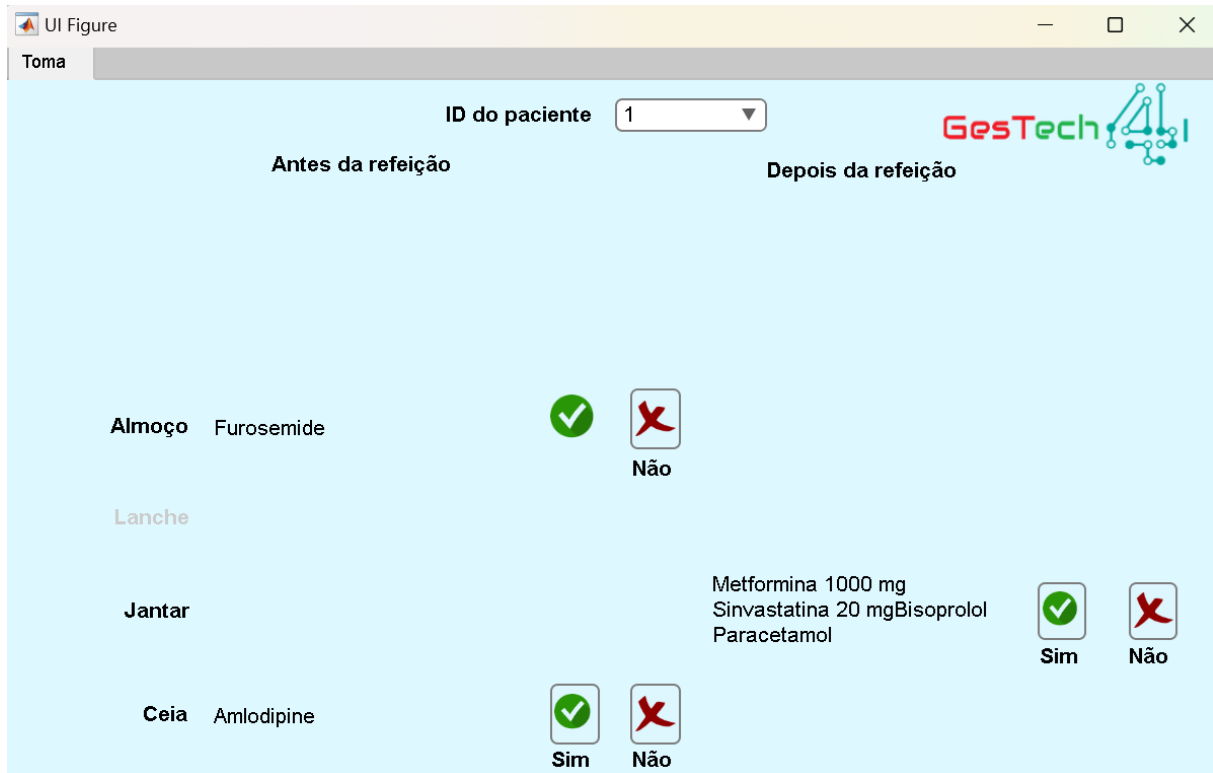 UI Figure
Toma
ID do paciente 1
GesTech 4 I
Antes da refeição
Depois da refeição
Almoço Furosemide
Não
Lanche
Jantar
Metformina 1000 mg
Sinvastatina 20 mgBisoprolol
Paracetamol
Sim Não
Ceia Amlodipine
Sim Não